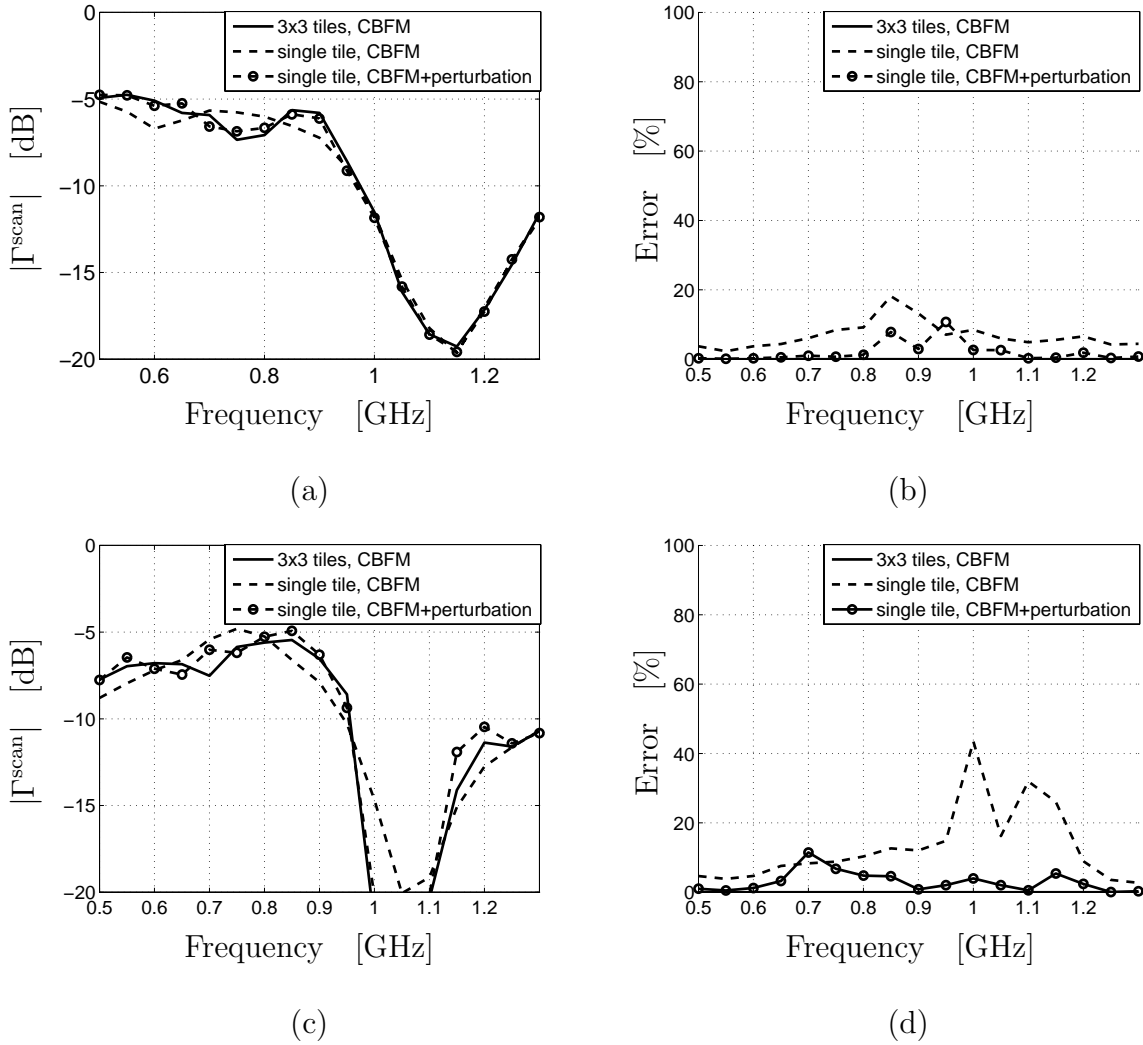 0
−5
−10
−15
−20
|Γscan| [dB]
3x3 tiles, CBFM
single tile, CBFM
single tile, CBFM+perturbation
0.6 0.8 1 1.2
Frequency [GHz]
(a)
100
80
60
40
20
0
Error [%]
3x3 tiles, CBFM
single tile, CBFM
single tile, CBFM+perturbation
0.5 0.6 0.7 0.8 0.9 1 1.1 1.2
Frequency [GHz]
(b)
0
−5
−10
−15
−20
|Γscan| [dB]
3x3 tiles, CBFM
single tile, CBFM
single tile, CBFM+perturbation
0.5 0.6 0.7 0.8 0.9 1 1.1 1.2
Frequency [GHz]
(c)
100
80
60
40
20
0
Error [%]
3x3 tiles, CBFM
single tile, CBFM
single tile, CBFM+perturbation
0.5 0.6 0.7 0.8 0.9 1 1.1 1.2
Frequency [GHz]
(d)